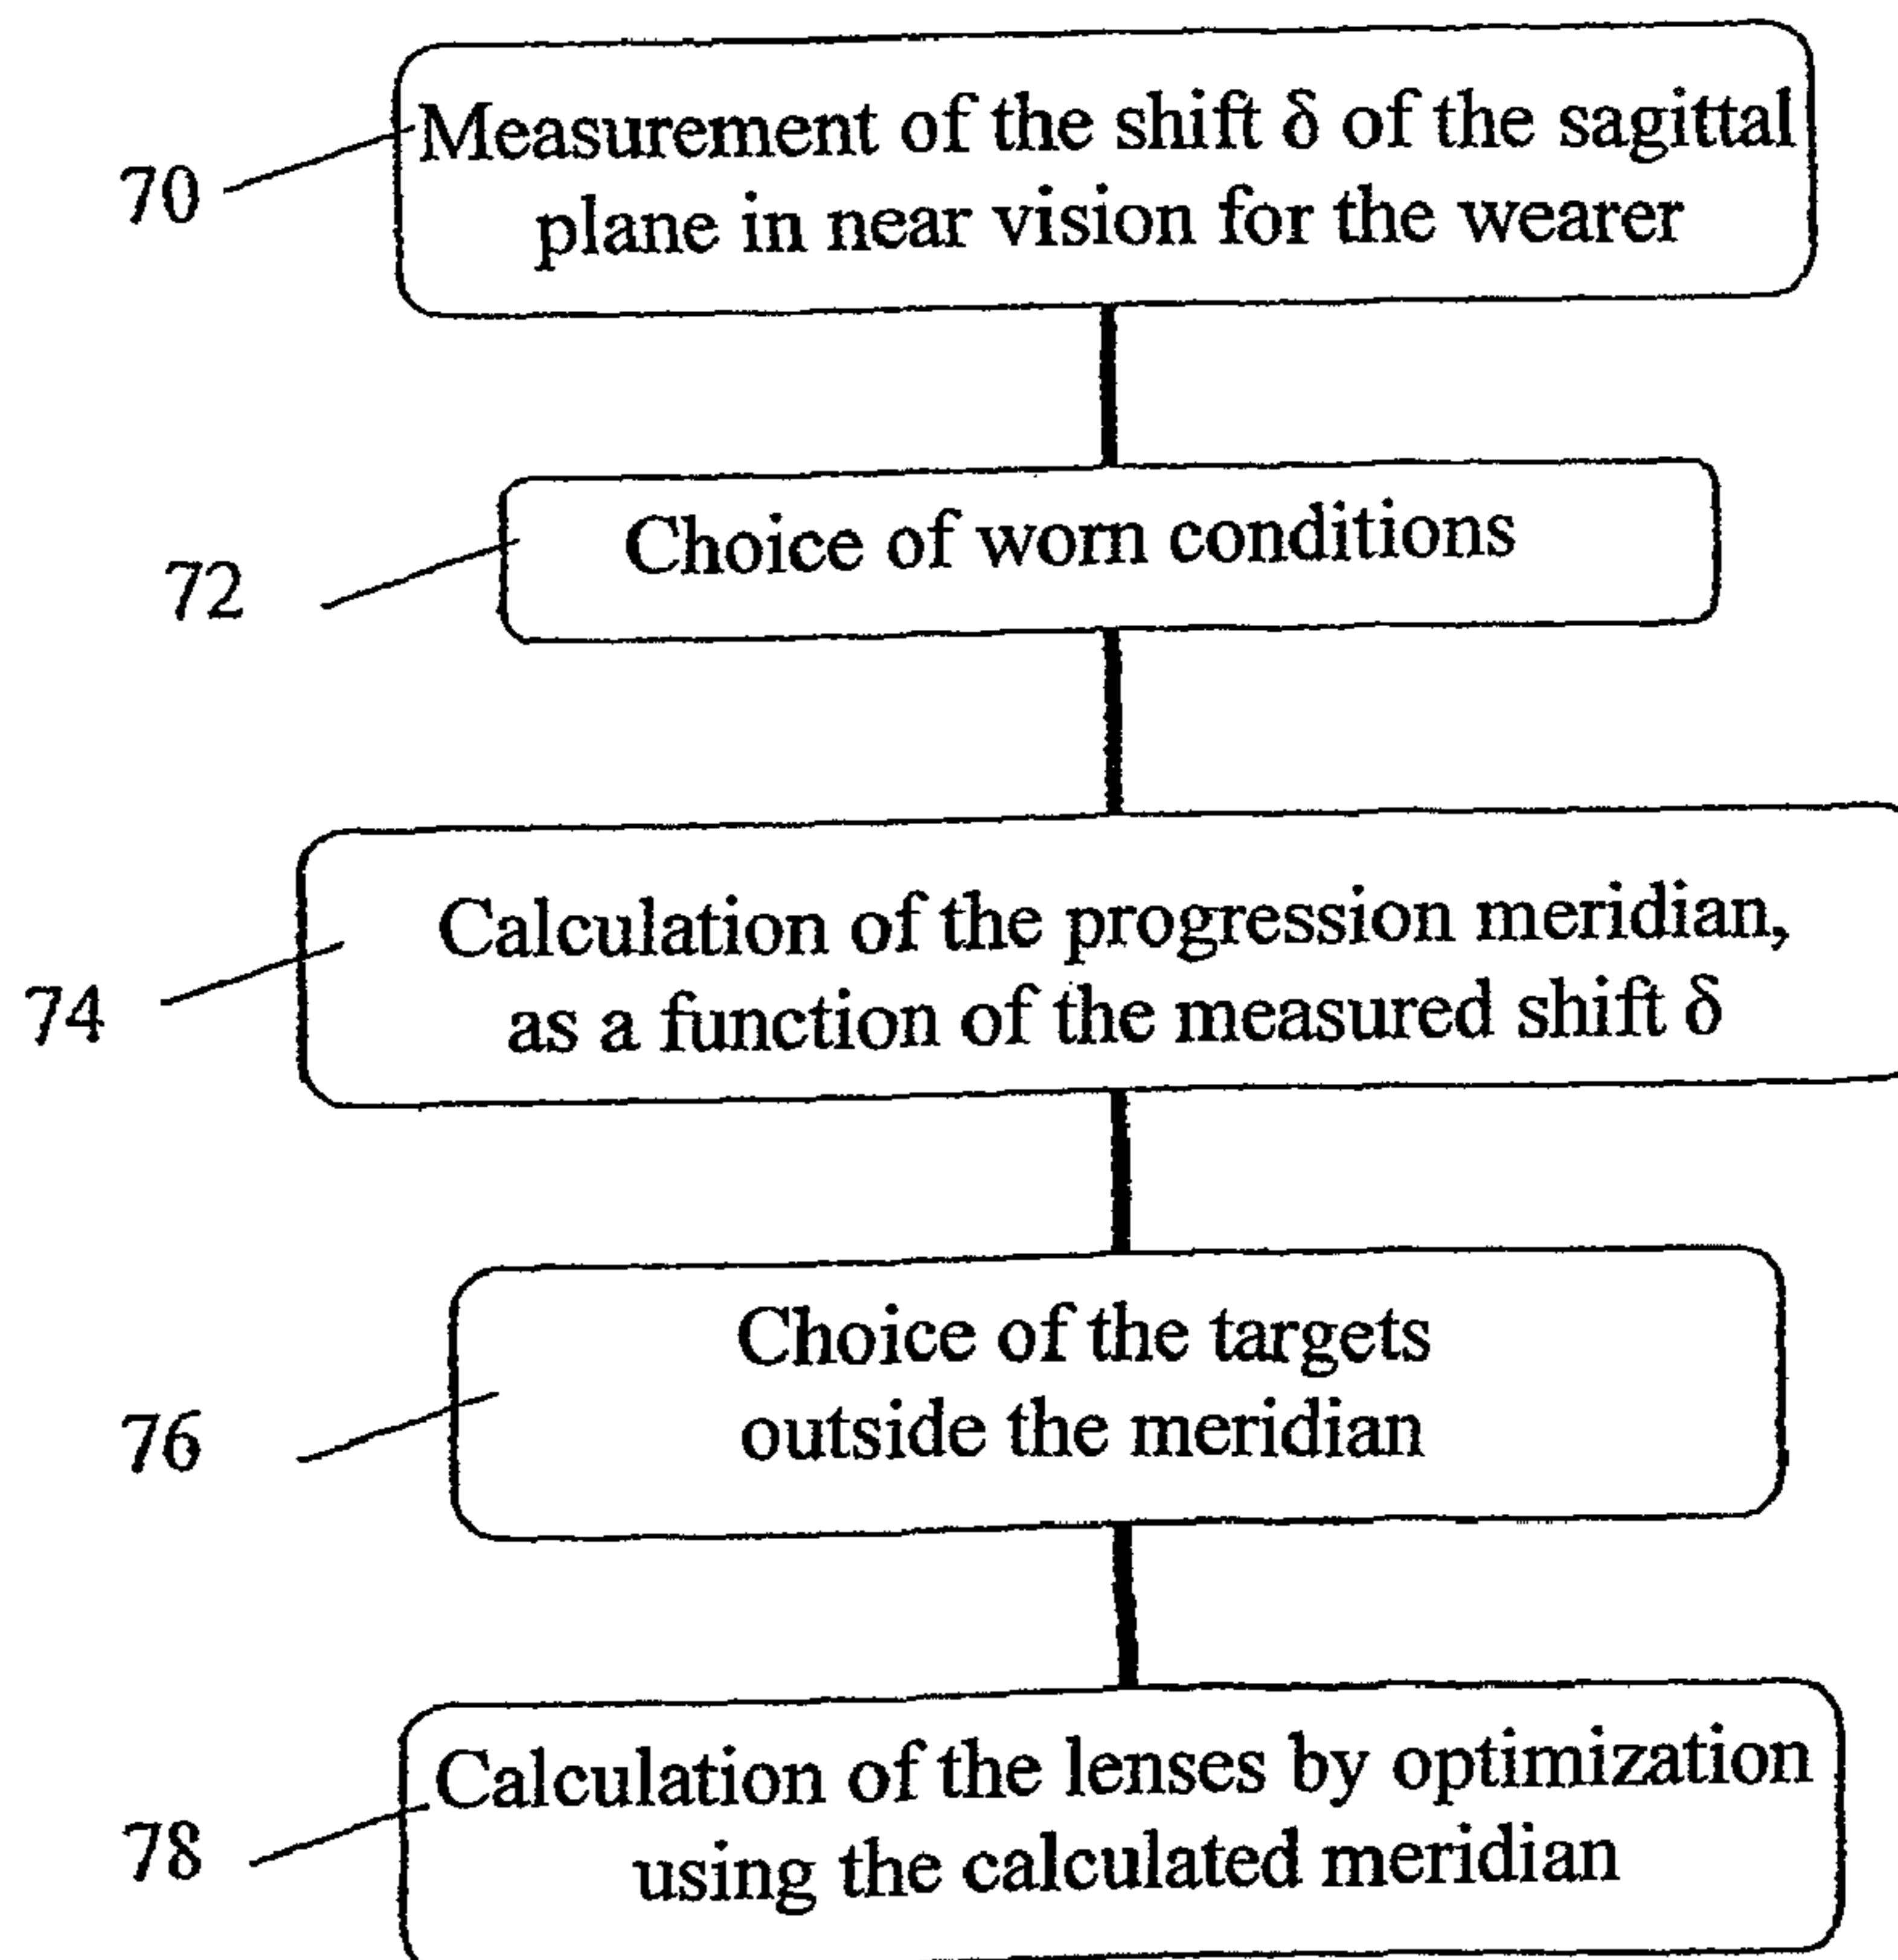 70
Measurement of the shift δ of the sagittal
plane in near vision for the wearer
72
Choice of worn conditions
74
Calculation of the progression meridian,
as a function of the measured shift δ
76
Choice of the targets
outside the meridian
78
Calculation of the lenses by optimization
using the calculated meridian